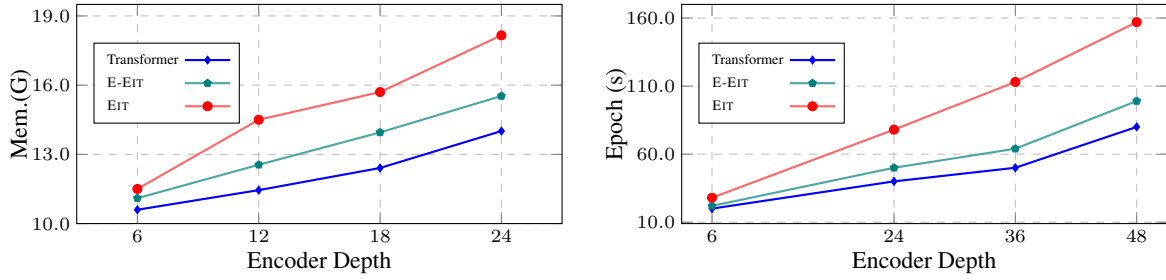 19.0
16.0
13.0
10.0
Mem.(G)
Transformer
E-EIT
EIT
6 12 18 24
Encoder Depth
160.0
110.0
60.0
10.0
Epoch (s)
Transformer
E-EIT
EIT
6 24 36 48
Encoder Depth